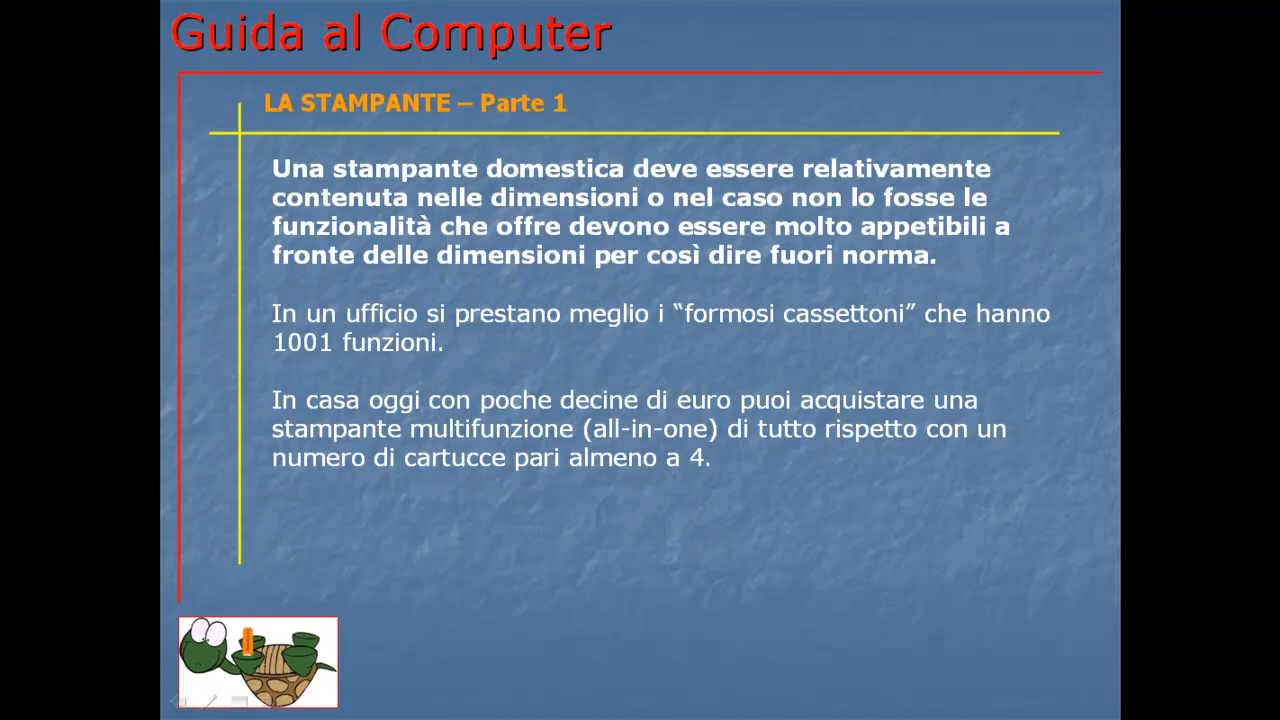 Guida al Computer
LA STAMPANTE – Parte 1
Una stampante domestica deve essere relativamente
contenuta nelle dimensioni o nel caso non lo fosse le
funzionalità che offre devono essere molto appetibili a
fronte delle dimensioni per così dire fuori norma.
In un ufficio si prestano meglio i “formosi cassettoni” che hanno
1001 funzioni.
In casa oggi con poche decine di euro puoi acquistare una
stampante multifunzione (all-in-one) di tutto rispetto con un
numero di cartucce pari almeno a 4.